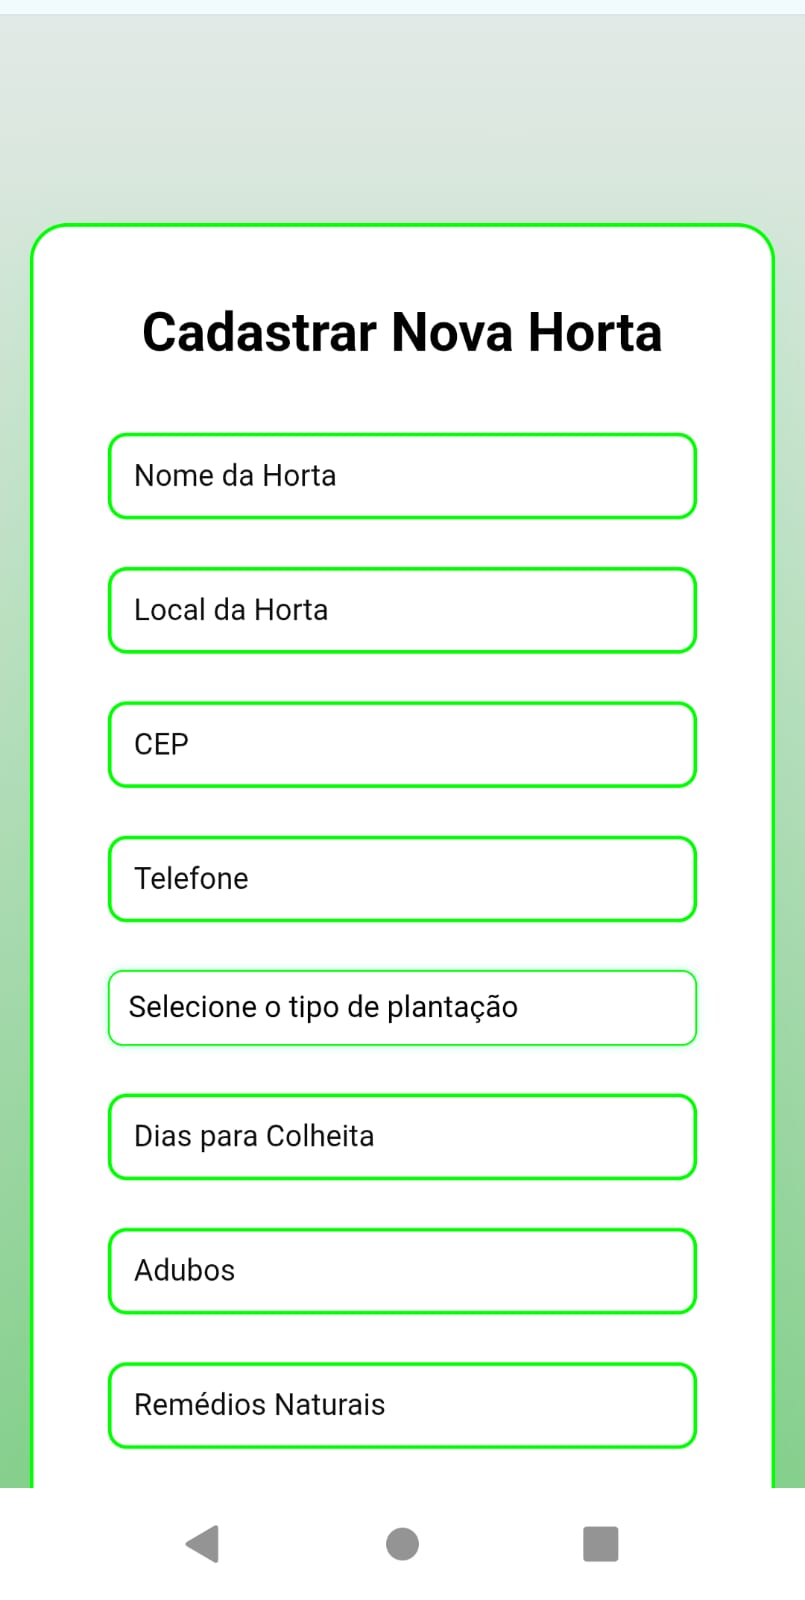 Cadastrar Nova Horta
Nome da Horta
Local da Horta
CEP
Telefone
Selecione o tipo de plantação
Dias para Colheita
Adubos
Remédios Naturais